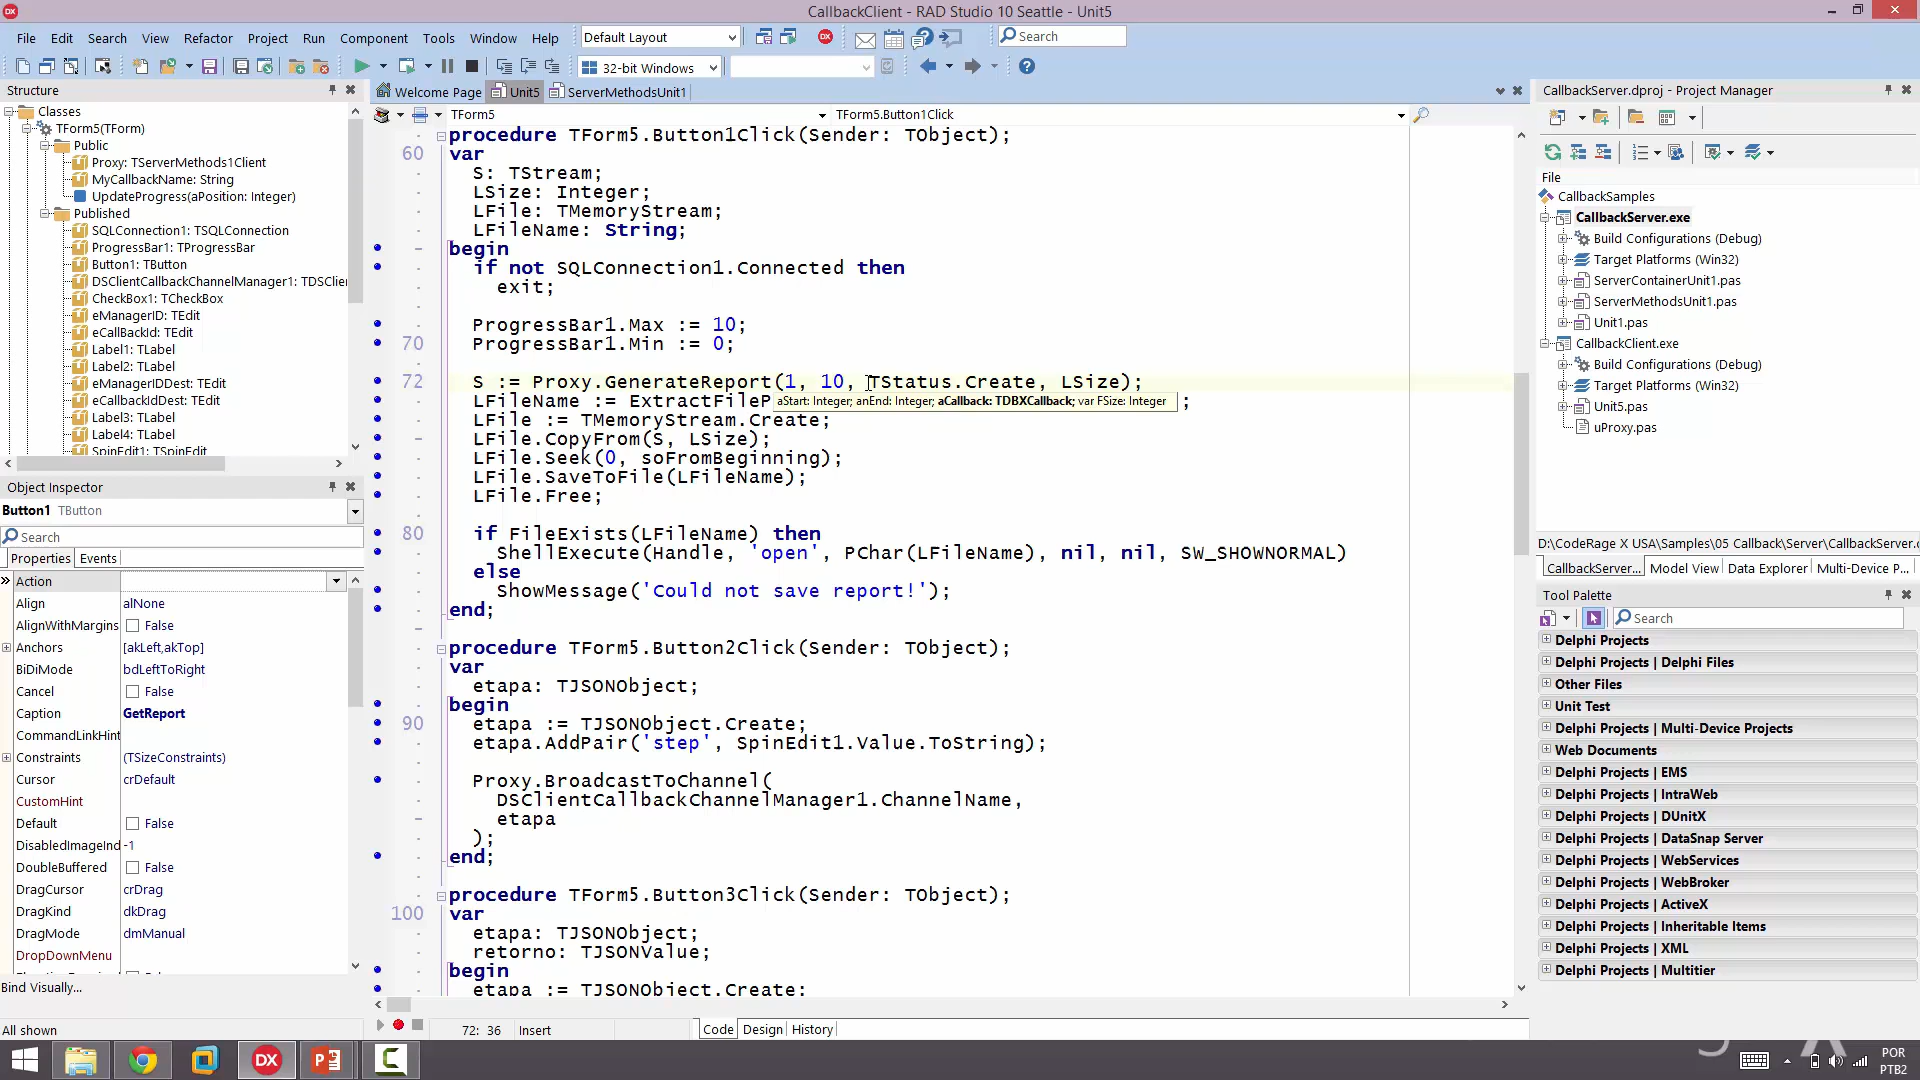 CallbackClient - RAD Studio 10 Seattle - Unit5
File Edit Search View Refactor Project Run Component Tools Window Help
Default Layout
Search
32-bit Windows
Structure
Classes
TForm5(TForm)
Public
Proxy: TServerMethods1Client
MyCallbackName: String
UpdateProgress(aPosition: Integer)
Published
SQLConnection1: TSQLConnection
ProgressBar1: TProgressBar
Button1: TButton
DSClientCallbackChannelManager1: TDSClie
CheckBox1: TCheckBox
eManagerID: TEdit
eCallBackId: TEdit
Label1: TLabel
Label2: TLabel
eManagerIDDest: TEdit
eCallbackIdDest: TEdit
Label3: TLabel
Label4: TLabel
SpinEdit1: TSpinEdit
Object Inspector
Button1 TButton
Search
Properties Events
Action
Align alNone
AlignWithMargins False
Anchors [akLeft,akTop]
BiDiMode bdLeftToRight
Cancel False
Caption GetReport
CommandLinkHint
Constraints (TSizeConstraints)
Cursor crDefault
CustomHint
Default False
DisabledImageInd -1
DoubleBuffered False
DragCursor crDrag
DragKind dkDrag
DragMode dmManual
DropDownMenu
Bind Visually...
All shown
Welcome Page Unit5 ServerMethodsUnit1
TForm5 TForm5.Button1Click
procedure TForm5.Button1Click(Sender: TObject);
60 var
S: TStream;
LSize: Integer;
LFile: TMemoryStream;
LFileName: String;
begin
if not SQLConnection1.Connected then
exit;
ProgressBar1.Max := 10;
70 ProgressBar1.Min := 0;
72 S := Proxy.GenerateReport(1, 10, TStatus.Create, LSize);
LFileName := ExtractFileP ;
aStart: Integer; anEnd: Integer; aCallback: TDBXCallback; var FSize: Integer
LFile := TMemoryStream.Create;
LFile.CopyFrom(S, LSize);
LFile.Seek(0, soFromBeginning);
LFile.SaveToFile(LFileName);
LFile.Free;
80 if FileExists(LFileName) then
ShellExecute(Handle, 'open', PChar(LFileName), nil, nil, SW_SHOWNORMAL)
else
ShowMessage('Could not save report!');
end;
procedure TForm5.Button2Click(Sender: TObject);
var
etapa: TJSONObject;
begin
90 etapa := TJSONObject.Create;
etapa.AddPair('step', SpinEdit1.Value.ToString);
Proxy.BroadcastToChannel(
DSClientCallbackChannelManager1.ChannelName,
etapa
);
end;
procedure TForm5.Button3Click(Sender: TObject);
100 var
etapa: TJSONObject;
retorno: TJSONValue;
begin
etapa := TJSONObject.Create;
72: 36 Insert
Code Design History
CallbackServer.dproj - Project Manager
File
CallbackSamples
CallbackServer.exe
Build Configurations (Debug)
Target Platforms (Win32)
ServerContainerUnit1.pas
ServerMethodsUnit1.pas
Unit1.pas
CallbackClient.exe
Build Configurations (Debug)
Target Platforms (Win32)
Unit5.pas
uProxy.pas
D:\CodeRage X USA\Samples\05 Callback\Server\CallbackServer.
CallbackServer... Model View Data Explorer Multi-Device P...
Tool Palette
Search
Delphi Projects
Delphi Projects | Delphi Files
Other Files
Unit Test
Delphi Projects | Multi-Device Projects
Web Documents
Delphi Projects | EMS
Delphi Projects | IntraWeb
Delphi Projects | DUnitX
Delphi Projects | DataSnap Server
Delphi Projects | WebServices
Delphi Projects | WebBroker
Delphi Projects | ActiveX
Delphi Projects | Inheritable Items
Delphi Projects | XML
Delphi Projects | Multitier
POR
PTB2